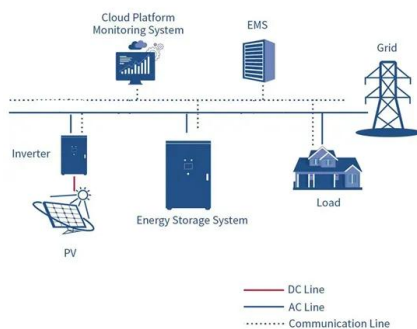 Cloud Platform
Monitoring System
EMS
Grid
Inverter
Energy Storage System
Load
PV
DC Line
AC Line
Communication Line